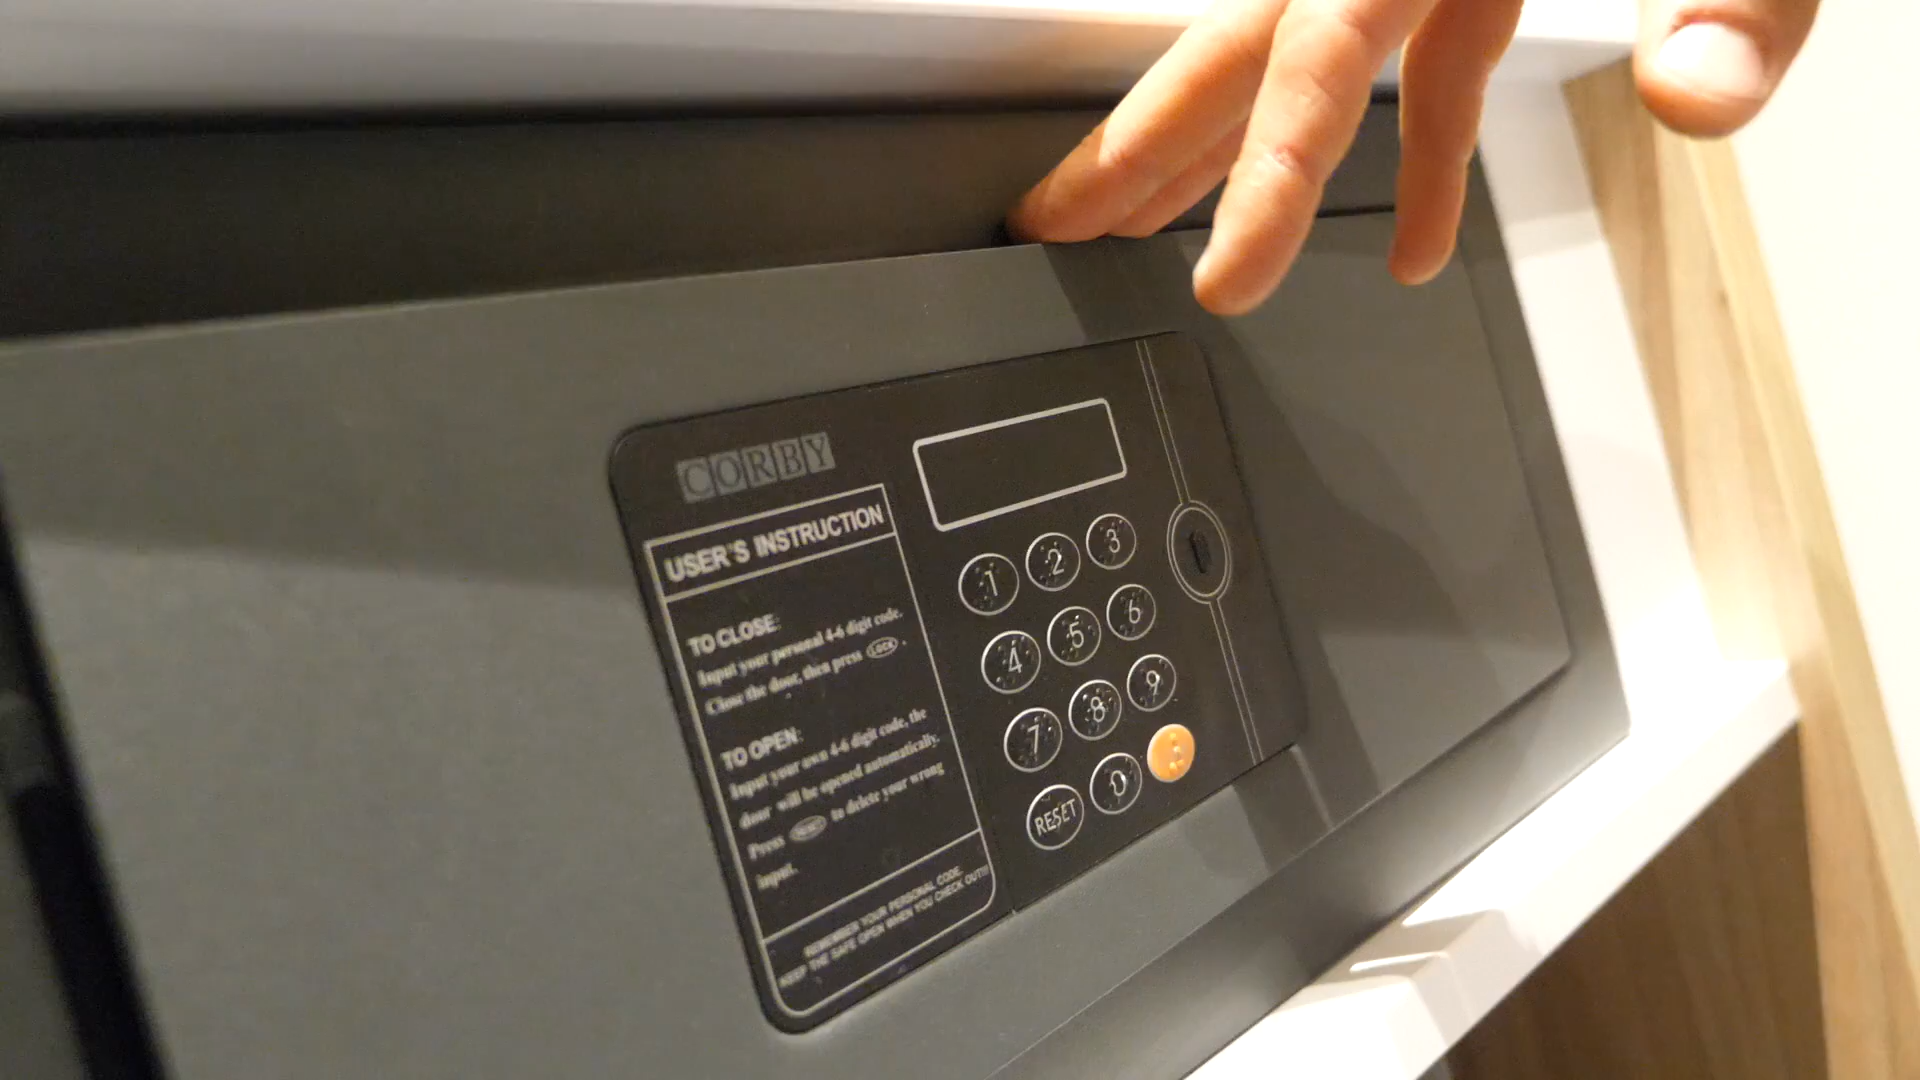 CORBY
USER'S INSTRUCTION
TO CLOSE:
Input your personal 4-6 digit code.
Close the door, then press LOCK .
TO OPEN:
Input your own 4-6 digit code, the
door will be opened automatically.
Press RESET to delete your wrong
input.
REMEMBER YOUR PERSONAL CODE.
KEEP THE SAFE OPEN WHEN YOU CHECK OUT!!!
1 2 3
4 5 6
7 8 9
RESET 0